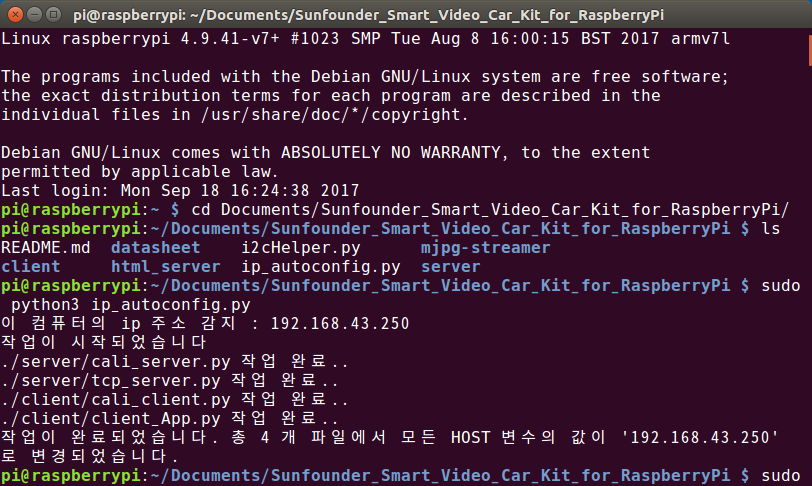 pi@raspberrypi: ~/Documents/Sunfounder_Smart_Video_Car_Kit_for_RaspberryPi
Linux raspberrypi 4.9.41-v7+ #1023 SMP Tue Aug 8 16:00:15 BST 2017 armv7l
The programs included with the Debian GNU/Linux system are free software;
the exact distribution terms for each program are described in the
individual files in /usr/share/doc/*/copyright.
Debian GNU/Linux comes with ABSOLUTELY NO WARRANTY, to the extent
permitted by applicable law.
Last login: Mon Sep 18 16:24:38 2017
pi@raspberrypi:~ $ cd Documents/Sunfounder_Smart_Video_Car_Kit_for_RaspberryPi/
pi@raspberrypi:~/Documents/Sunfounder_Smart_Video_Car_Kit_for_RaspberryPi $ ls
README.md datasheet i2cHelper.py mjpg-streamer
client html_server ip_autoconfig.py server
pi@raspberrypi:~/Documents/Sunfounder_Smart_Video_Car_Kit_for_RaspberryPi $ sudo
python3 ip_autoconfig.py
이 컴퓨터의 ip 주소 감지 : 192.168.43.250
작업이 시작되었습니다
./server/cali_server.py 작업 완료..
./server/tcp_server.py 작업 완료..
./client/cali_client.py 작업 완료..
./client/client_App.py 작업 완료..
작업이 완료되었습니다. 총 4 개 파일에서 모든 HOST 변수의 값이 '192.168.43.250'
로 변경되었습니다.
pi@raspberrypi:~/Documents/Sunfounder_Smart_Video_Car_Kit_for_RaspberryPi $ sudo